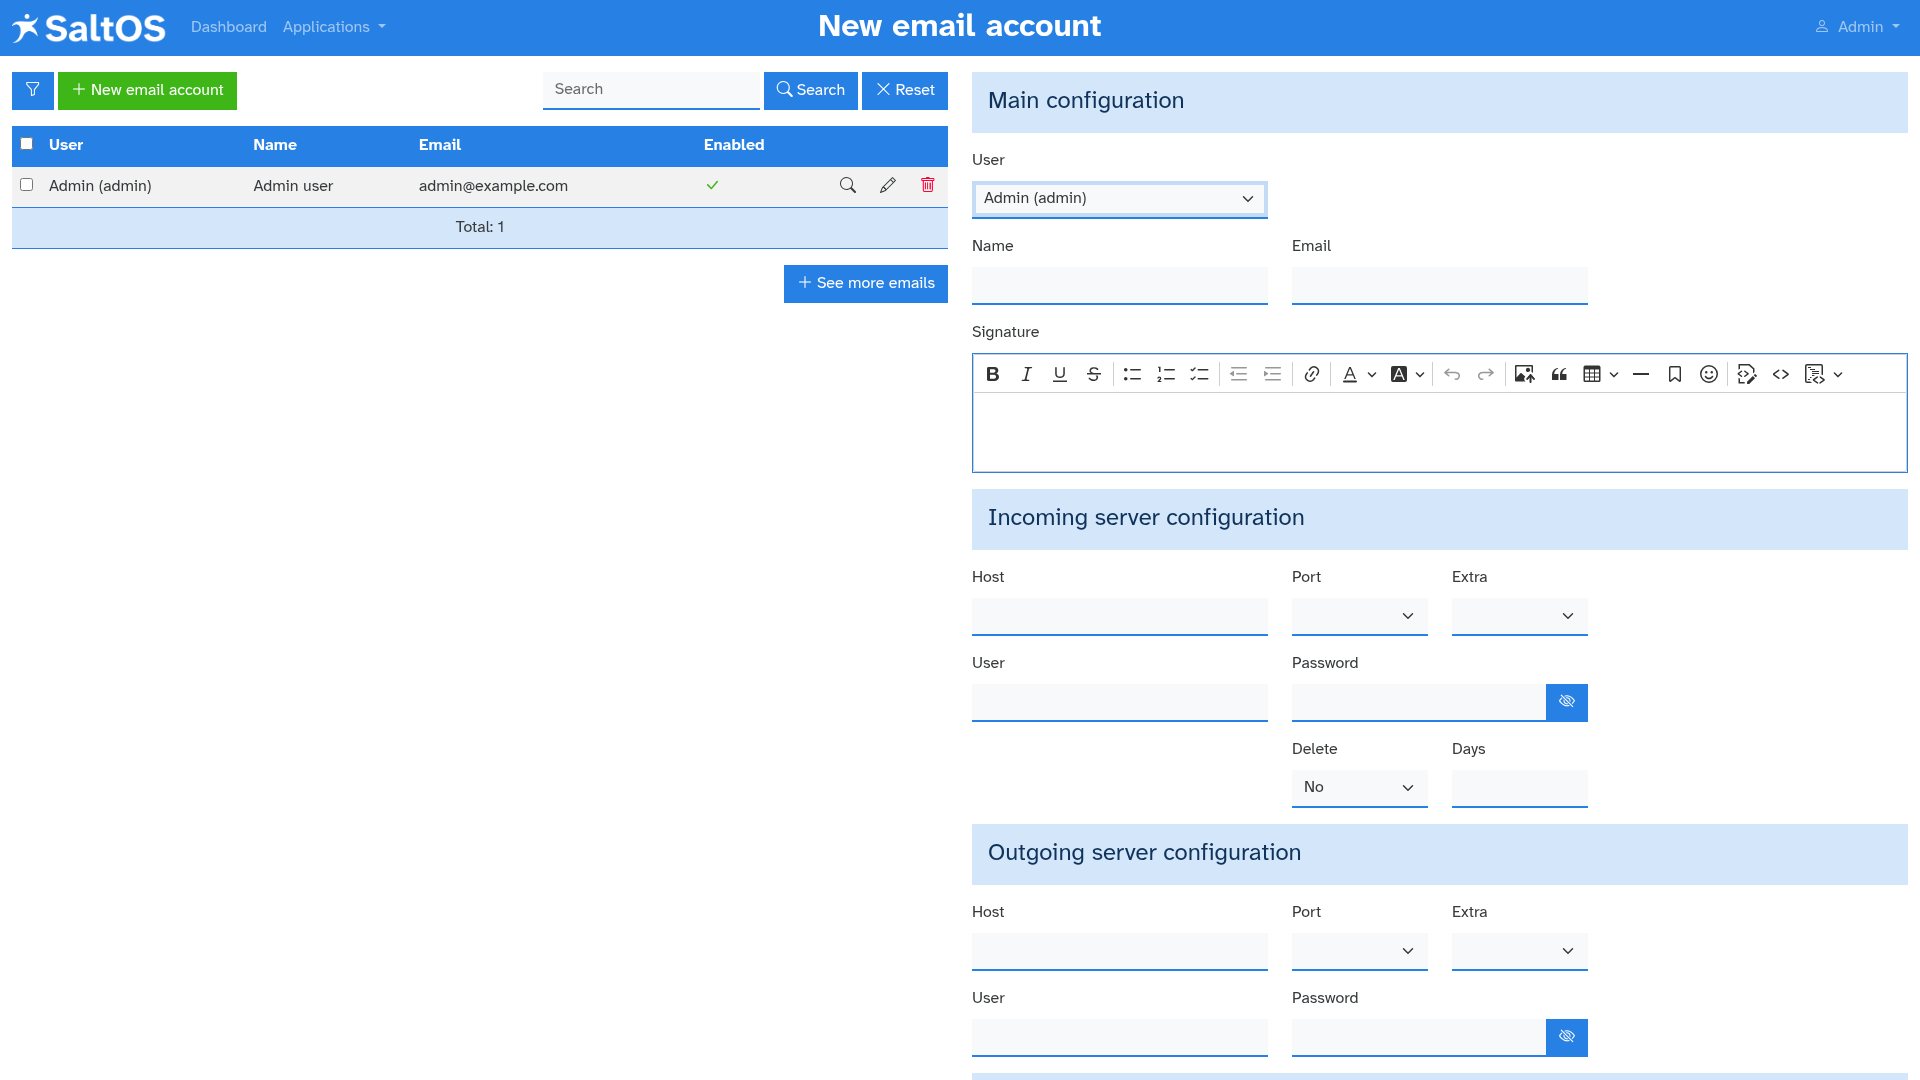 SaltOS Dashboard Applications New email account Admin
New email account Search Search Reset
User Name Email Enabled
Admin (admin) Admin user admin@example.com
Total: 1
See more emails
Main configuration
User
Admin (admin)
Name Email
Signature
Incoming server configuration
Host Port Extra
User Password
Delete Days
No
Outgoing server configuration
Host Port Extra
User Password